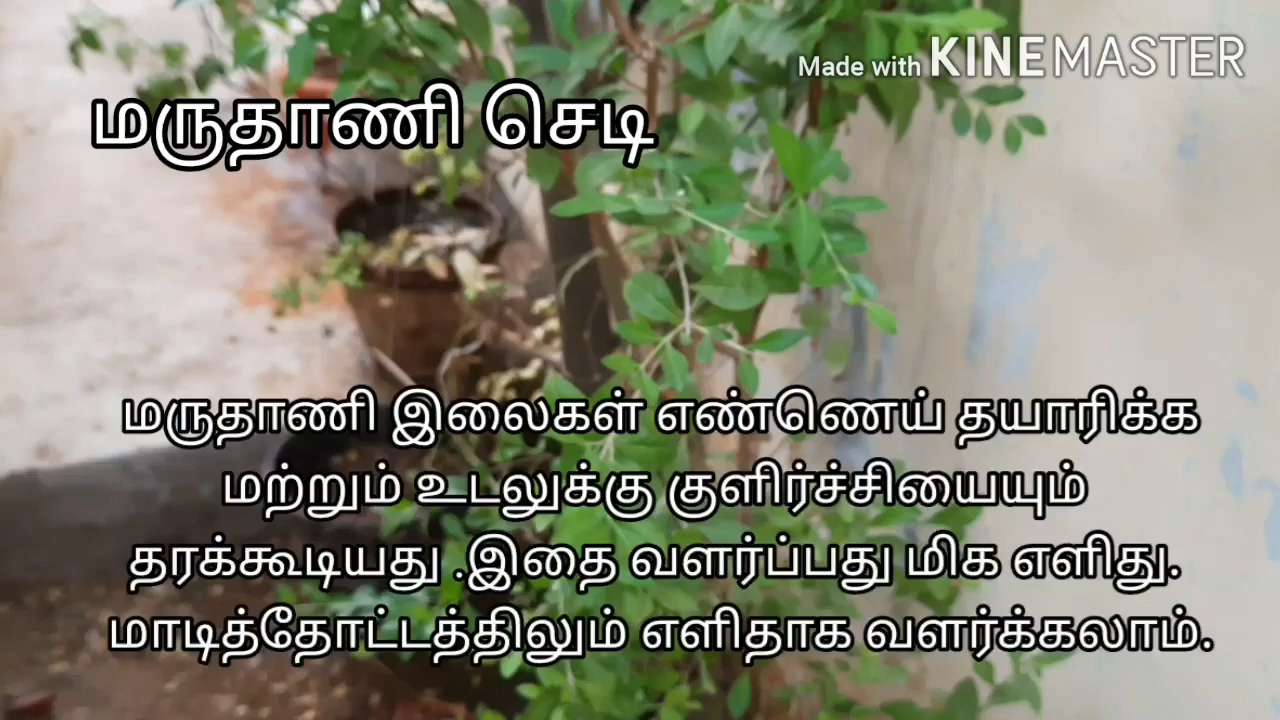 Made with KINEMASTER
மருதாணி செடி
மருதாணி இலைகள் எண்ணெய் தயாரிக்க
மற்றும் உடலுக்கு குளிர்ச்சியையும்
தரக்கூடியது .இதை வளர்ப்பது மிக எளிது.
மாடித்தோட்டத்திலும் எளிதாக வளர்க்கலாம்.